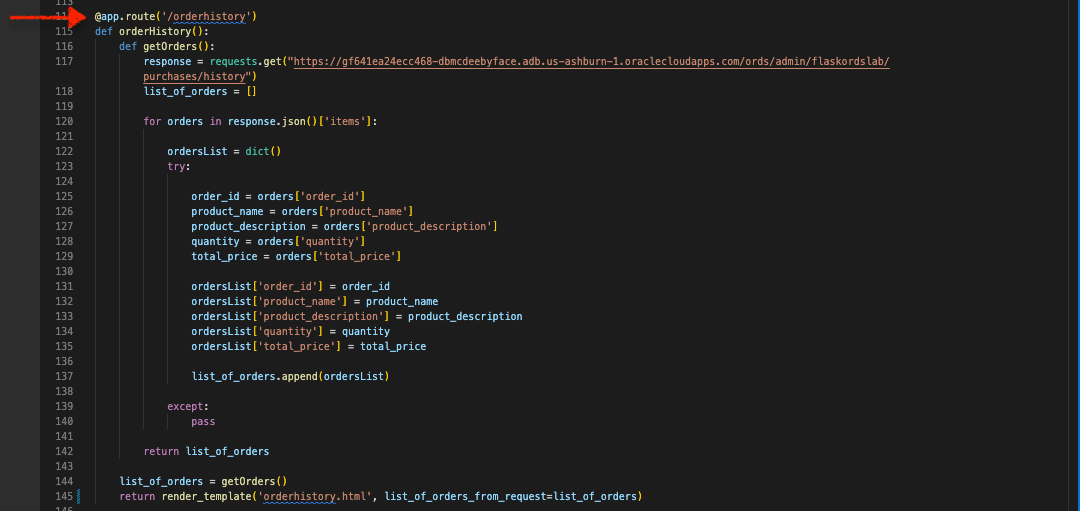 113
114 @app.route('/orderhistory')
115 def orderHistory():
116 def getOrders():
117 response = requests.get("https://gf641ea24ecc468-dbmcdeebyface.adb.us-ashburn-1.oraclecloudapps.com/ords/admin/flaskordslab/
purchases/history")
118 list_of_orders = []
119
120 for orders in response.json()['items']:
121
122 ordersList = dict()
123 try:
124
125 order_id = orders['order_id']
126 product_name = orders['product_name']
127 product_description = orders['product_description']
128 quantity = orders['quantity']
129 total_price = orders['total_price']
130
131 ordersList['order_id'] = order_id
132 ordersList['product_name'] = product_name
133 ordersList['product_description'] = product_description
134 ordersList['quantity'] = quantity
135 ordersList['total_price'] = total_price
136
137 list_of_orders.append(ordersList)
138
139 except:
140 pass
141
142 return list_of_orders
143
144 list_of_orders = getOrders()
145 return render_template('orderhistory.html', list_of_orders_from_request=list_of_orders)
146